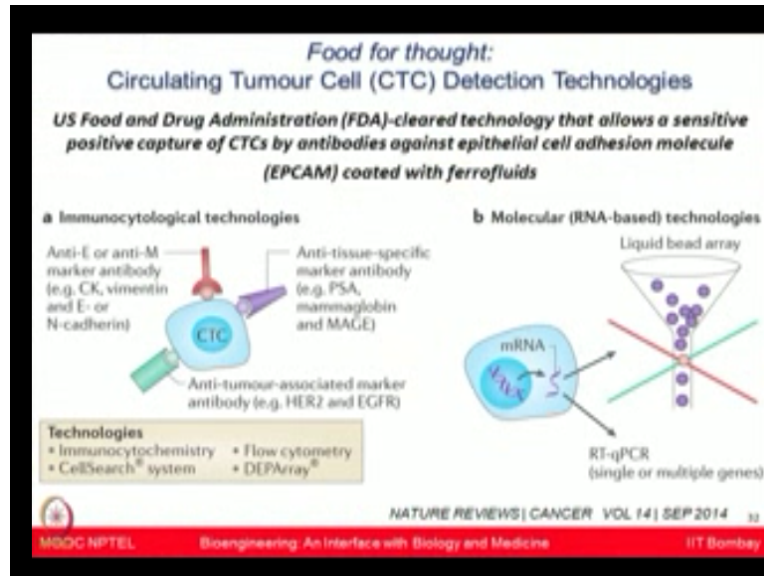 Food for thought:
Circulating Tumour Cell (CTC) Detection Technologies
US Food and Drug Administration (FDA)-cleared technology that allows a sensitive
positive capture of CTCs by antibodies against epithelial cell adhesion molecule
(EPCAM) coated with ferrofluids
a Immunocytological technologies
Anti-E or anti-M
marker antibody
(e.g. CK, vimentin
and E- or
N-cadherin)
Anti-tissue-specific
marker antibody
(e.g. PSA,
mammaglobin
and MAGE)
CTC
Anti-tumour-associated marker
antibody (e.g. HER2 and EGFR)
Technologies
• Immunocytochemistry
• CellSearch® system
• Flow cytometry
• DEPArray®
b Molecular (RNA-based) technologies
Liquid bead array
mRNA
RT-qPCR
(single or multiple genes)
NATURE REVIEWS| CANCER VOL 14| SEP 2014
32
MOOC NPTEL
Bioengineering: An Interface with Biology and Medicine
IIT Bombay